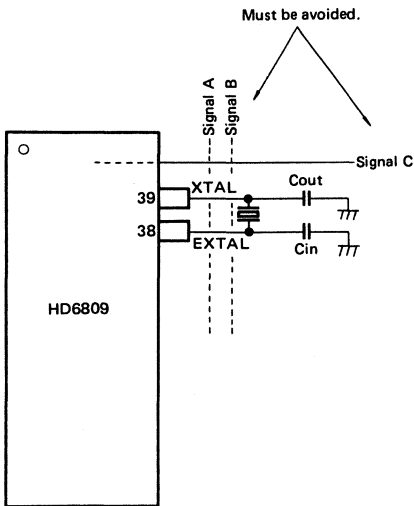 Must be avoided.
Signal A
Signal B
Signal C
XTAL
Cout
39
38
EXTAL
Cin
HD6809